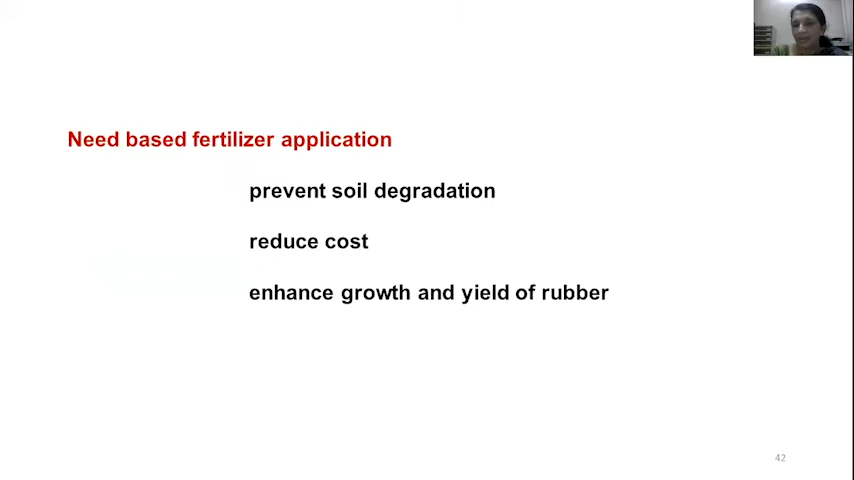 Need based fertilizer application
prevent soil degradation
reduce cost
enhance growth and yield of rubber
42